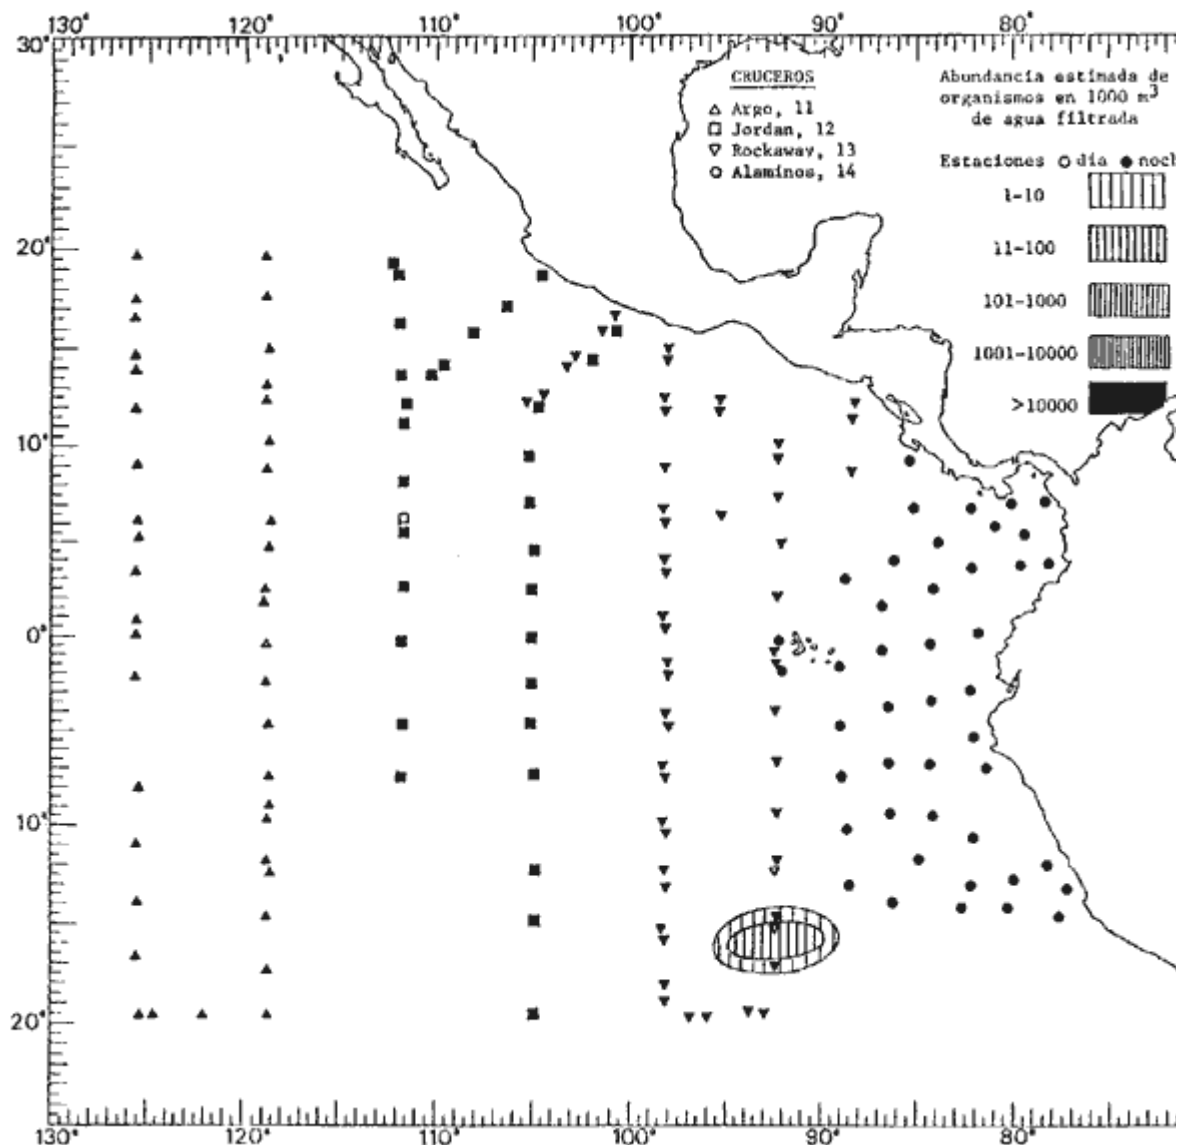 130° 120° 110° 100° 90° 80°
30°
CRUCEROS
△ Argo, 11
□ Jordan, 12
▽ Rockaway, 13
○ Alaminos, 14
Abundancia estimada de
organismos en 1000 m³
de agua filtrada
Estaciones ○ día ● noch
1-10
11-100
101-1000
1001-10000
>10000
20°
10°
0°
10°
20°
130° 120° 110° 100° 90° 80°